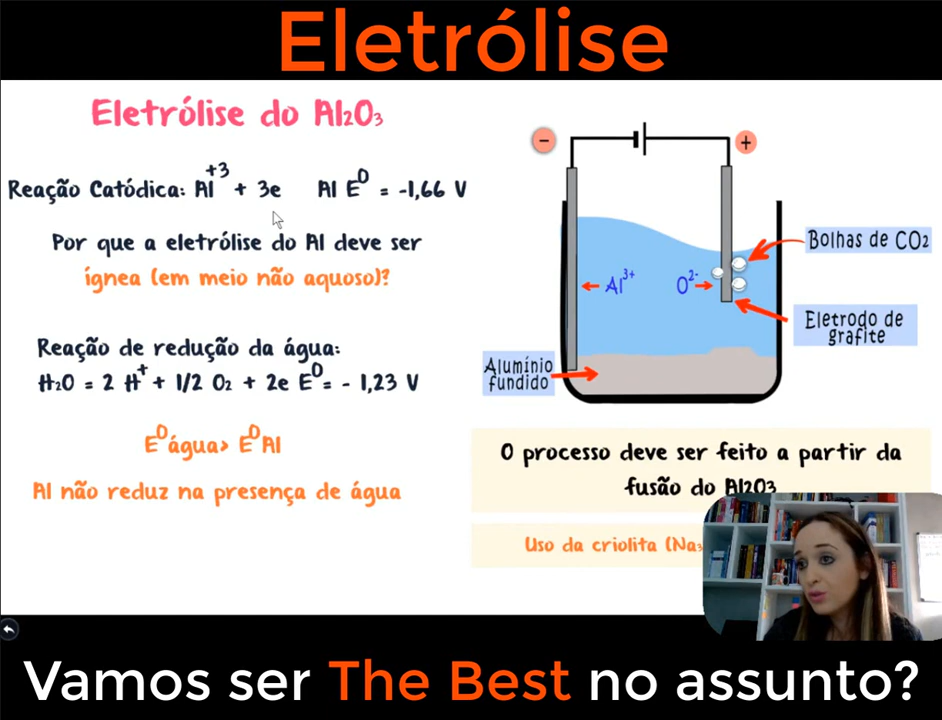 Eletrólise
Eletrólise do Al₂O₃
Reação Catódica: Al⁺³ + 3e Al E⁰ = -1,66 V
Por que a eletrólise do Al deve ser
ígnea (em meio não aquoso)?
Reação de redução da água:
H₂O = 2 H⁺ + 1/2 O₂ + 2e E⁰ = - 1,23 V
E⁰água> E⁰Al
Al não reduz na presença de água
−
+
Bolhas de CO₂
Al³⁺
O²⁻
Eletrodo de
grafite
Alumínio
fundido
O processo deve ser feito a partir da
fusão do Al₂O₃
Uso da criolita (Na₃
Vamos ser The Best no assunto?